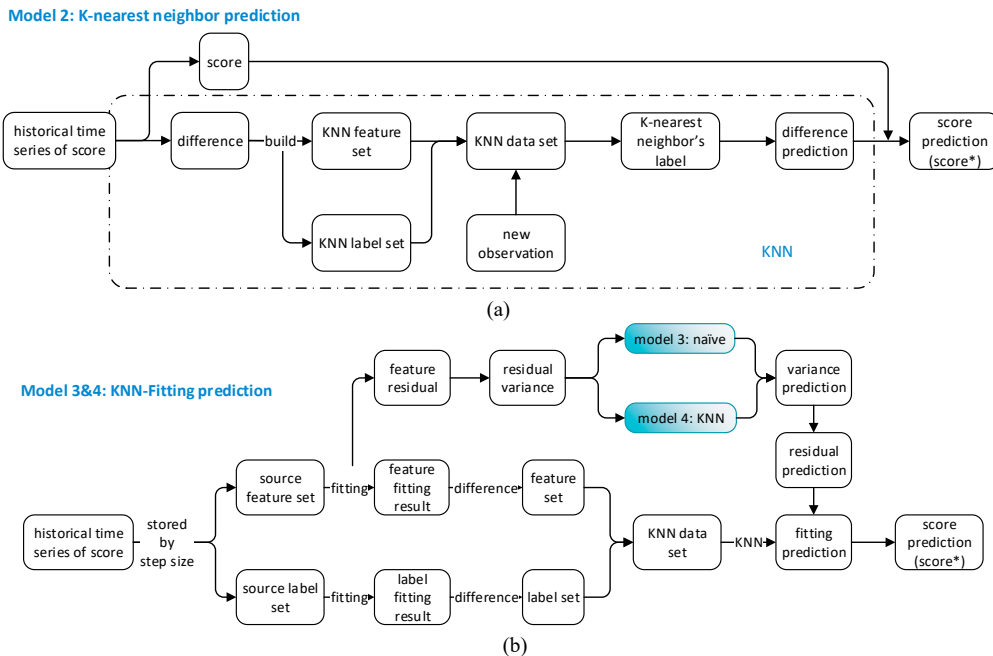 Model 2: K-nearest neighbor prediction
score
historical time
series of score
difference
build
KNN feature
set
KNN label set
KNN data set
new
observation
K-nearest
neighbor's
label
difference
prediction
score
prediction
(score*)
KNN
(a)
Model 3&4: KNN-Fitting prediction
feature
residual
residual
variance
model 3: naïve
model 4: KNN
variance
prediction
residual
prediction
historical time
series of score
stored
by
step size
source
feature set
fitting
feature
fitting
result
difference
feature
set
source label
set
fitting
label
fitting
result
difference
label set
KNN data
set
KNN
fitting
prediction
score
prediction
(score*)
(b)